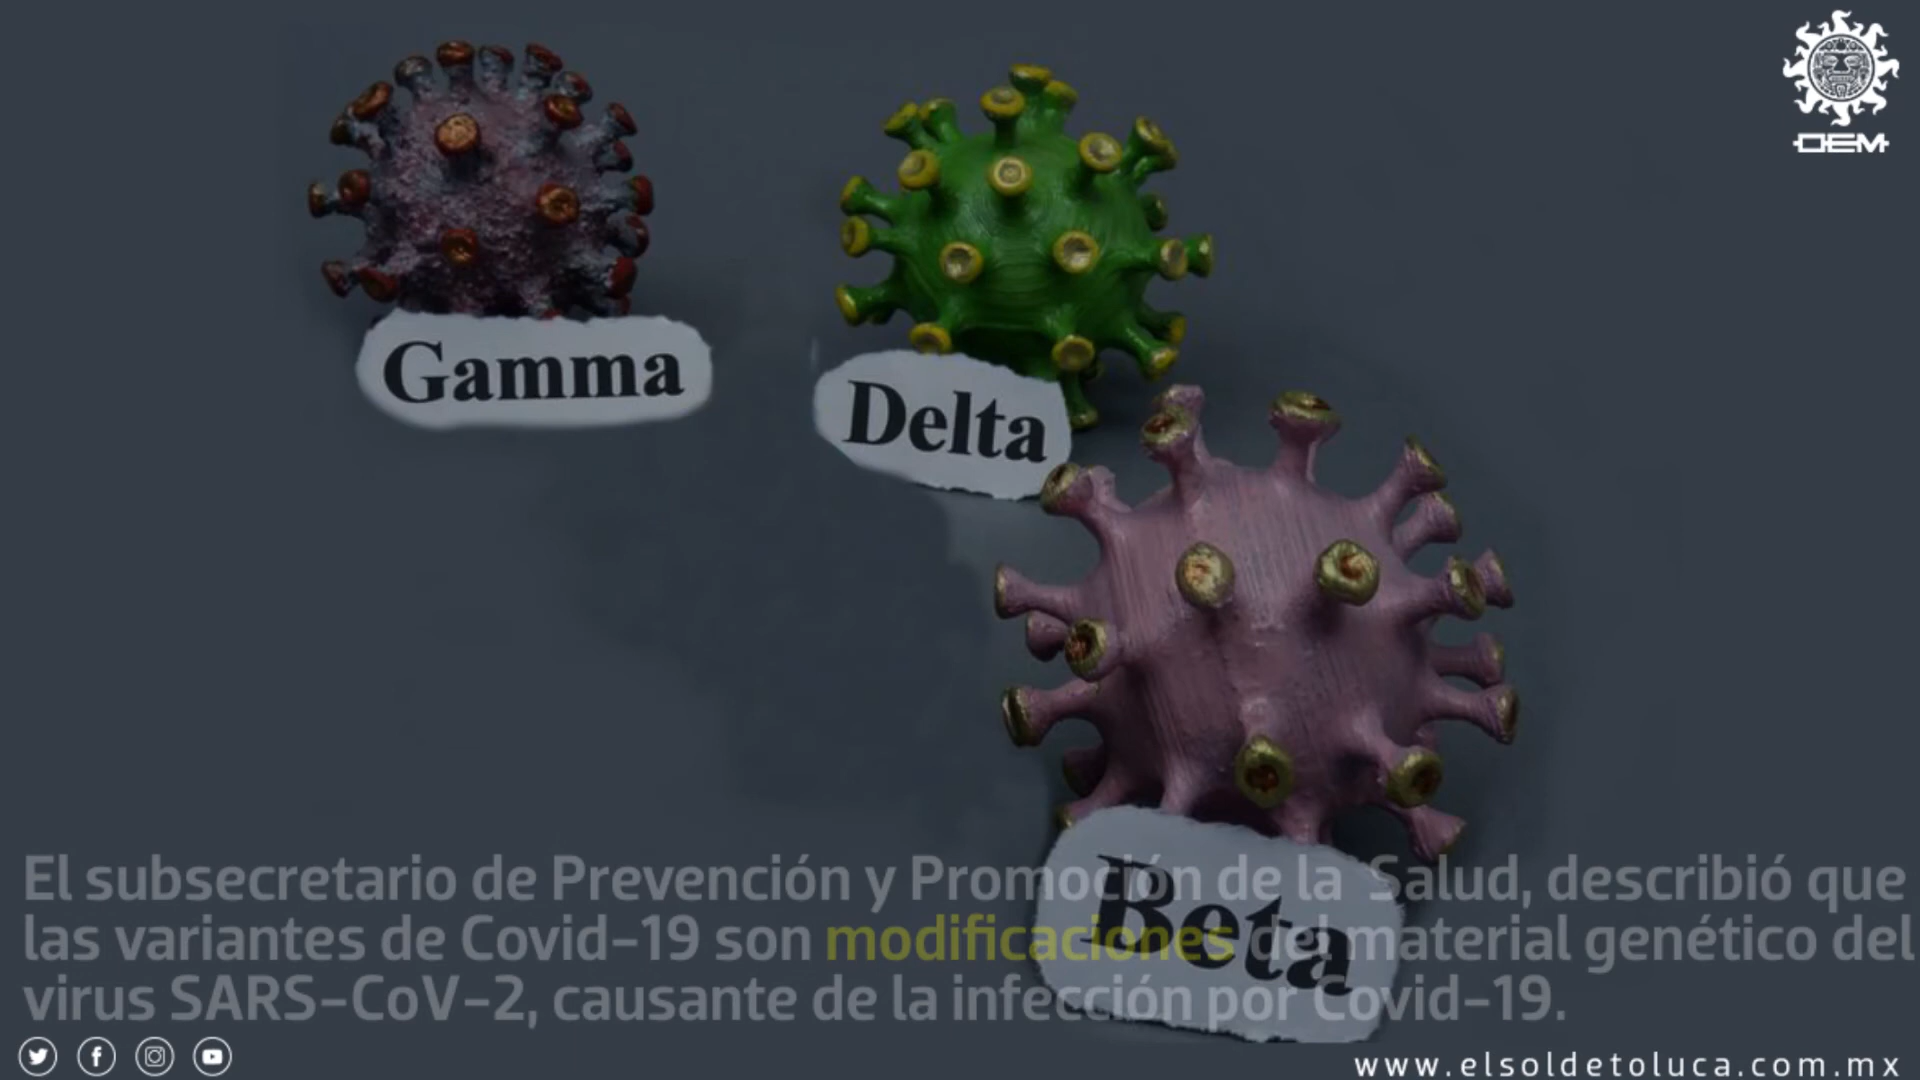 OEM
Gamma
Delta
Beta
El subsecretario de Prevención y Promoción de la Salud, describió que
las variantes de Covid-19 son modificaciones del material genético del
virus SARS-CoV-2, causante de la infección por Covid-19.
www.elsoldetoluca.com.mx